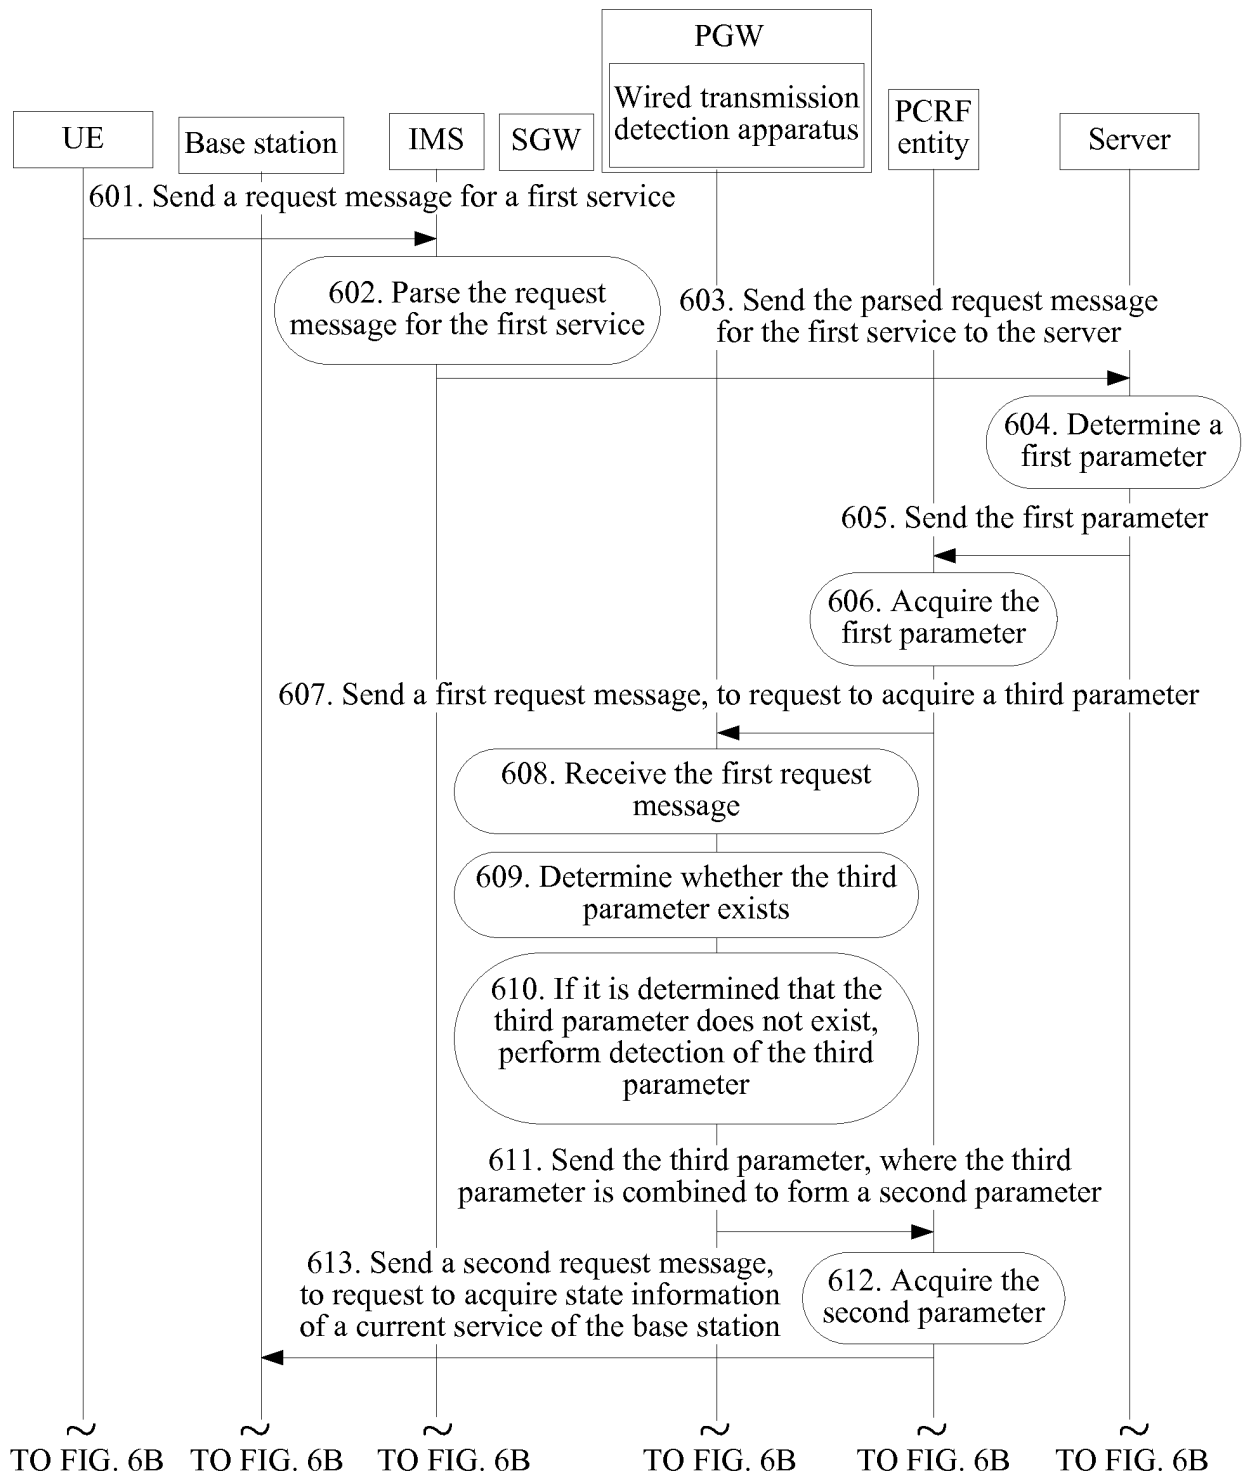 PGW
Wired transmission
detection apparatus
UE
Base station
IMS
SGW
PCRF
entity
Server
601. Send a request message for a first service
602. Parse the request
message for the first service
603. Send the parsed request message
for the first service to the server
604. Determine a
first parameter
605. Send the first parameter
606. Acquire the
first parameter
607. Send a first request message, to request to acquire a third parameter
608. Receive the first request
message
609. Determine whether the third
parameter exists
610. If it is determined that the
third parameter does not exist,
perform detection of the third
parameter
611. Send the third parameter, where the third
parameter is combined to form a second parameter
613. Send a second request message,
to request to acquire state information
of a current service of the base station
612. Acquire the
second parameter
TO FIG. 6B
TO FIG. 6B
TO FIG. 6B
TO FIG. 6B
TO FIG. 6B
TO FIG. 6B